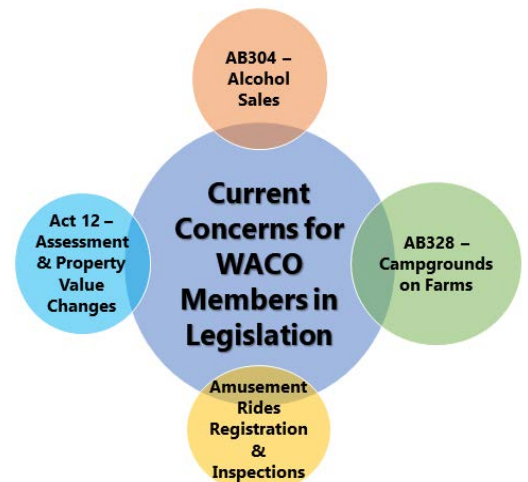 AB304 –
Alcohol
Sales
Current
Concerns for
WACO
Members in
Legislation
Act 12 –
Assessment
& Property
Value
Changes
AB328 –
Campgrounds
on Farms
Amusement
Rides
Registration
&
Inspections